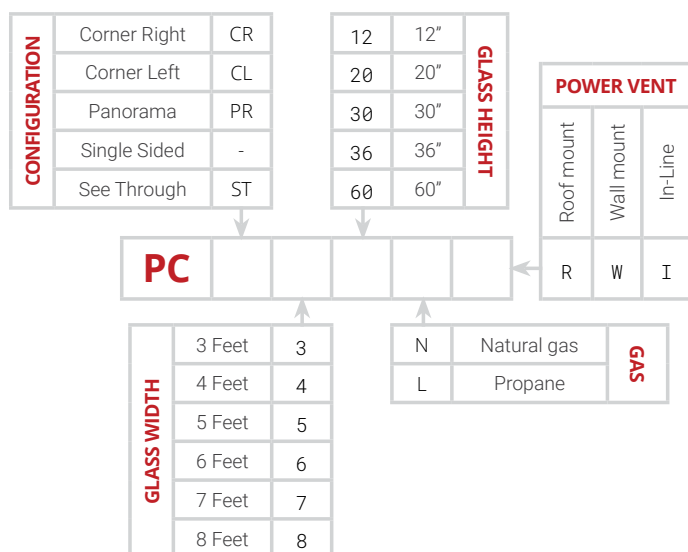 CONFIGURATION
Corner Right CR
Corner Left CL
Panorama PR
Single Sided -
See Through ST
12 12”
20 20”
30 30”
36 36”
60 60”
GLASS HEIGHT
POWER VENT
Roof mount Wall mount In-Line
R W I
PC
GLASS WIDTH
3 Feet 3
4 Feet 4
5 Feet 5
6 Feet 6
7 Feet 7
8 Feet 8
N Natural gas
L Propane
GAS